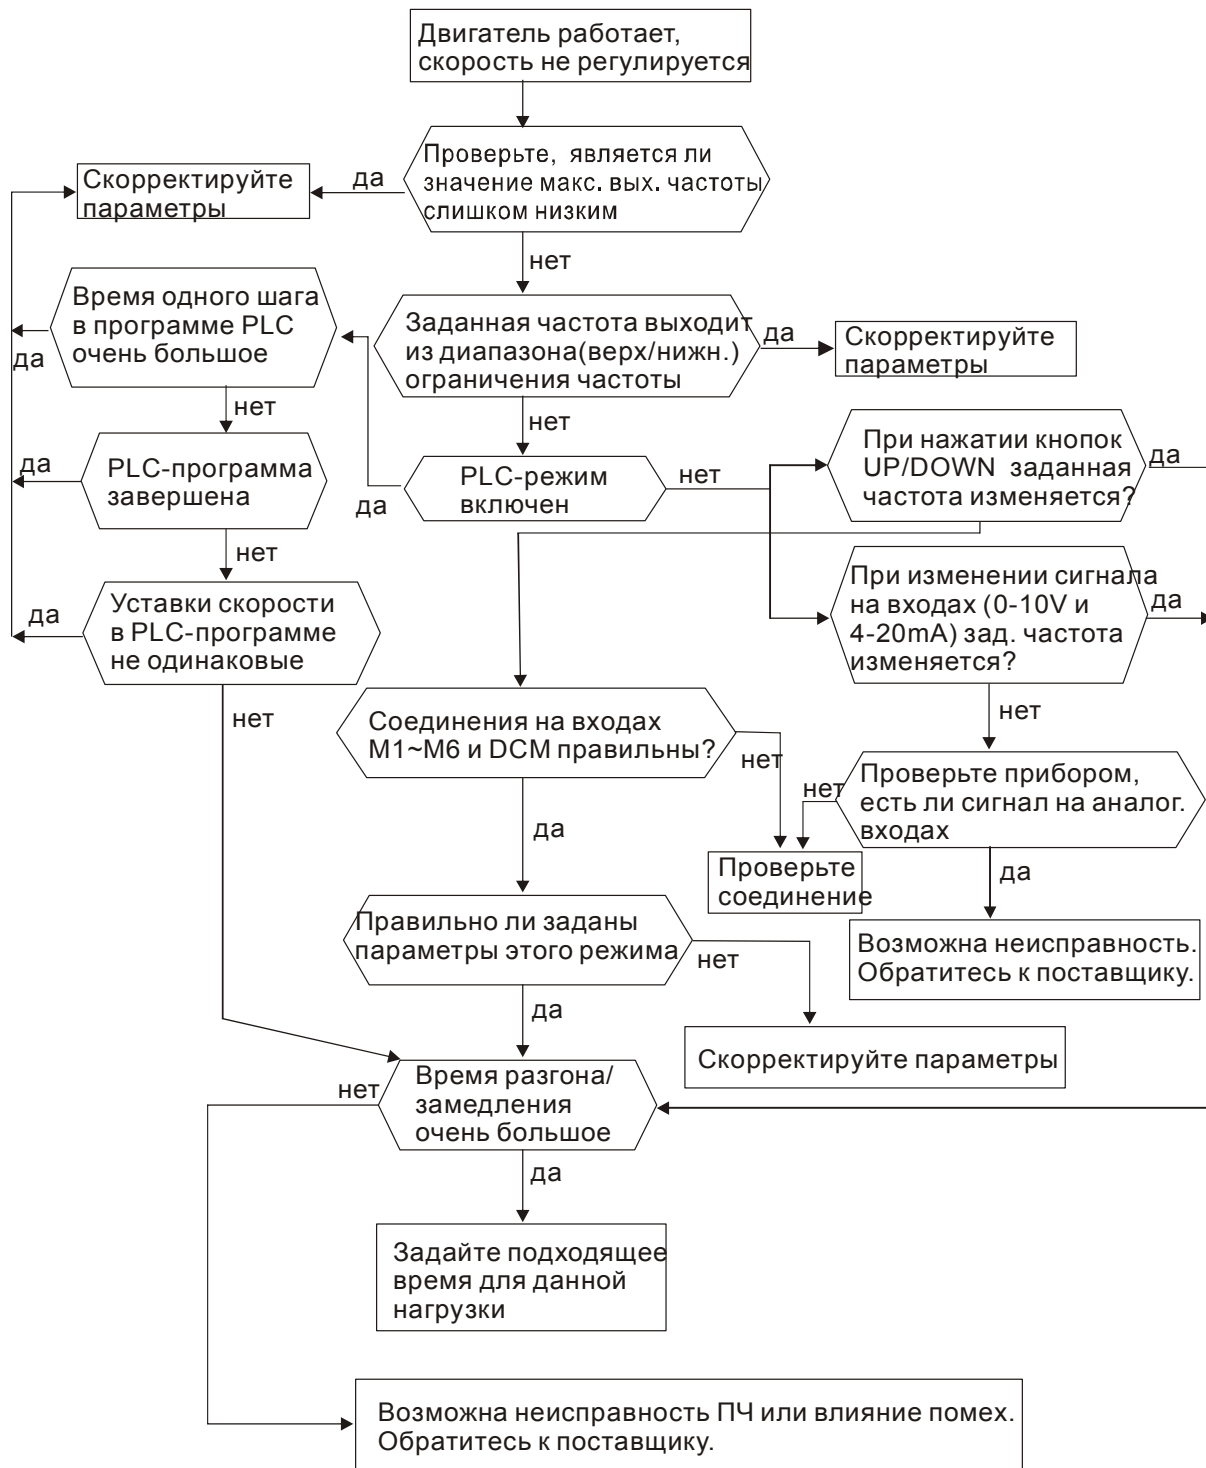 Двигатель работает,
скорость не регулируется
Проверьте, является ли
значение макс. вых. частоты
слишком низким
да
Скорректируйте
параметры
нет
Время одного шага
в программе PLC
очень большое
да
Заданная частота выходит
из диапазона(верх/нижн.)
ограничения частоты
да
Скорректируйте
параметры
нет
нет
PLC-программа
завершена
да
PLC-режим
включен
да
нет
При нажатии кнопок
UP/DOWN заданная
частота изменяется?
да
нет
Уставки скорости
в PLC-программе
не одинаковые
да
При изменении сигнала
на входах (0-10V и
4-20mA) зад. частота
изменяется?
да
нет
нет
Соединения на входах
M1~M6 и DCM правильны?
нет
Проверьте прибором,
есть ли сигнал на аналог.
входах
нет
да
Проверьте
соединение
да
Правильно ли заданы
параметры этого режима
нет
Возможна неисправность.
Обратитесь к поставщику.
да
Скорректируйте параметры
Время разгона/
замедления
очень большое
нет
да
Задайте подходящее
время для данной
нагрузки
Возможна неисправность ПЧ или влияние помех.
Обратитесь к поставщику.